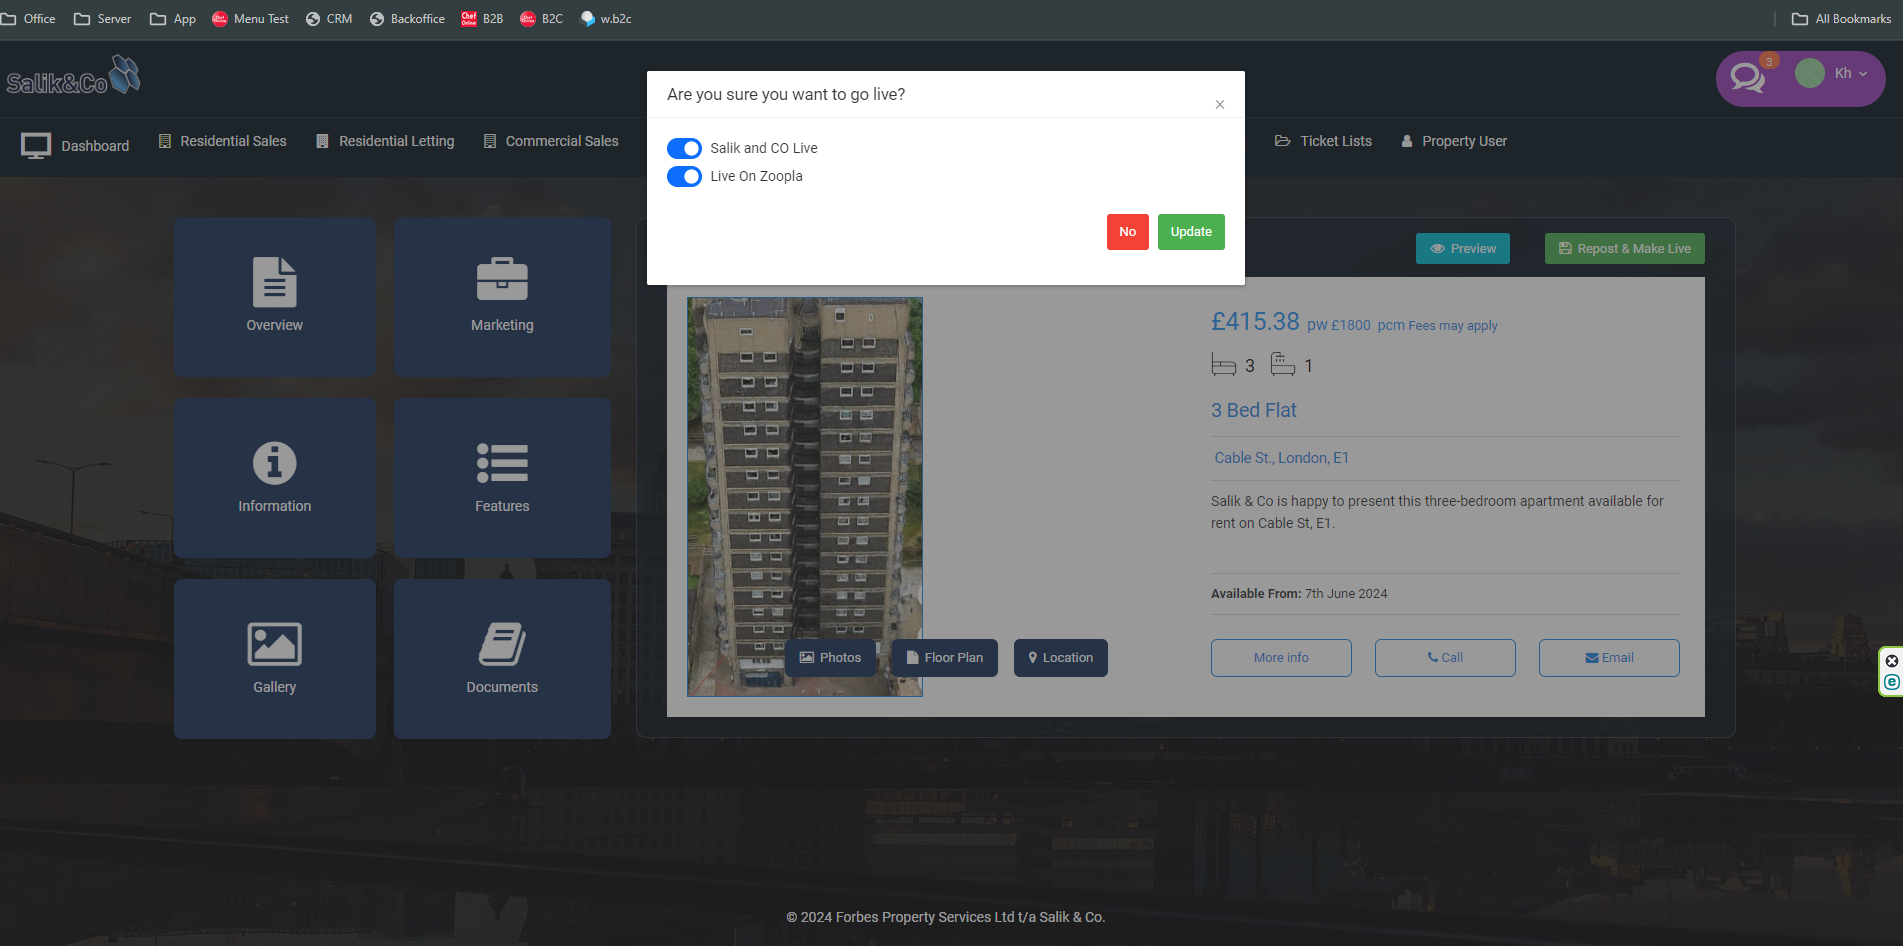 Office Server App Menu Test CRM Backoffice Chef Online B2B B2C w.b2c All Bookmarks
Salik&Co
3
Kh
Dashboard Residential Sales Residential Letting Commercial Sales Ticket Lists Property User
Are you sure you want to go live?
×
Salik and CO Live
Live On Zoopla
No Update
Overview
Marketing
Information
Features
Gallery
Documents
Preview Repost & Make Live
£415.38 pw £1800 pcm Fees may apply
3 1
3 Bed Flat
Cable St., London, E1
Salik & Co is happy to present this three-bedroom apartment available for
rent on Cable St, E1.
Available From: 7th June 2024
Photos Floor Plan Location
More info Call Email
© 2024 Forbes Property Services Ltd t/a Salik & Co.